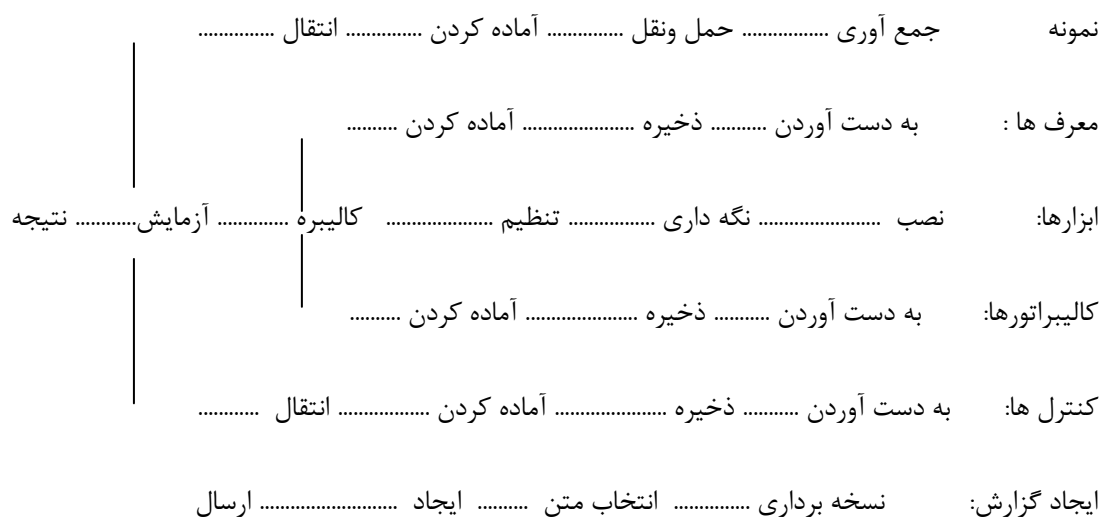 نمونه جمع آوری ................ حمل ونقل ............... آماده کردن ............... انتقال ...............
معرف ها : به دست آوردن ........... ذخیره ...................... آماده کردن ..........
ابزارها: نصب ........................ نگه داری ................. تنظیم ..................... کالیبره .............. آزمایش............ نتیجه
کالیبراتورها: به دست آوردن ........... ذخیره ...................... آماده کردن ..........
کنترل ها: به دست آوردن ........... ذخیره ...................... آماده کردن .................. انتقال ............
ایجاد گزارش: نسخه برداری ............... انتخاب متن .......... ایجاد ........................... ارسال